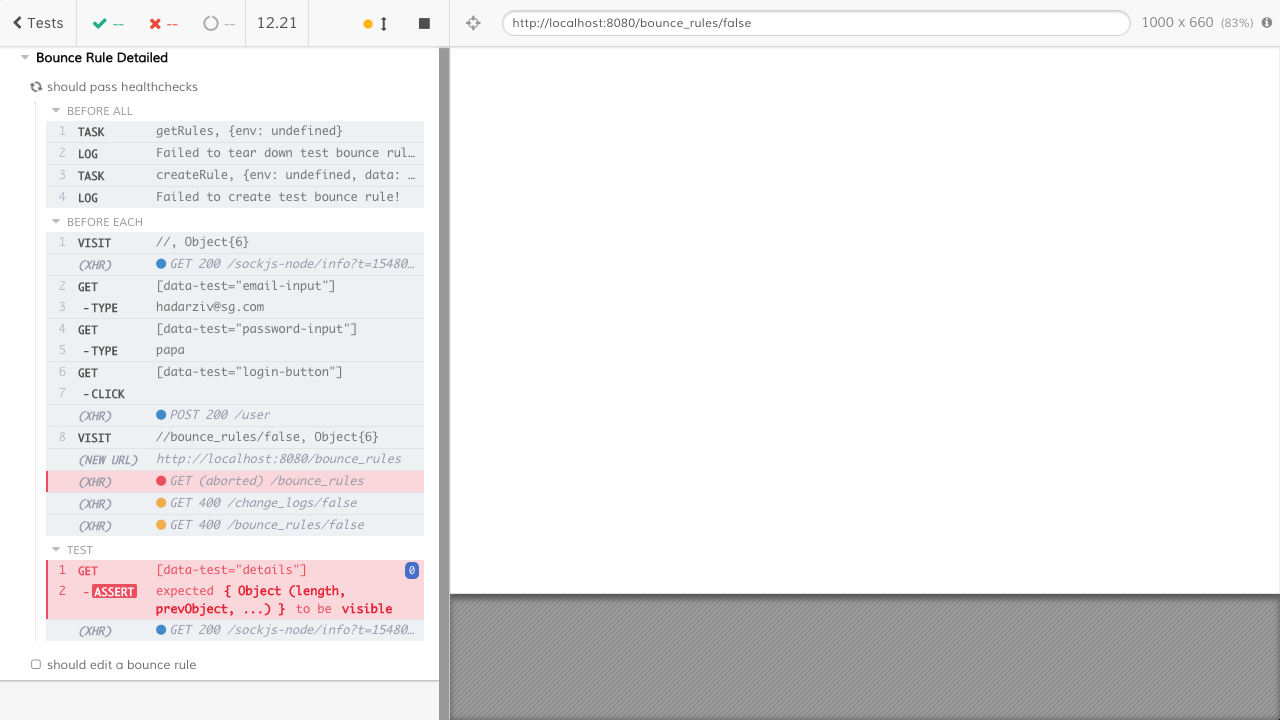 Tests
--
--
--
12.21
http://localhost:8080/bounce_rules/false
1000 x 660 (83%)
Bounce Rule Detailed
should pass healthchecks
BEFORE ALL
1 TASK getRules, {env: undefined}
2 LOG Failed to tear down test bounce rul…
3 TASK createRule, {env: undefined, data: …
4 LOG Failed to create test bounce rule!
BEFORE EACH
1 VISIT //, Object{6}
(XHR) GET 200 /sockjs-node/info?t=15480…
2 GET [data-test="email-input"]
3 -TYPE hadarziv@sg.com
4 GET [data-test="password-input"]
5 -TYPE papa
6 GET [data-test="login-button"]
7 -CLICK
(XHR) POST 200 /user
8 VISIT //bounce_rules/false, Object{6}
(NEW URL) http://localhost:8080/bounce_rules
(XHR) GET (aborted) /bounce_rules
(XHR) GET 400 /change_logs/false
(XHR) GET 400 /bounce_rules/false
TEST
1 GET [data-test="details"] 0
2 -ASSERT expected { Object (length,
prevObject, ...) } to be visible
(XHR) GET 200 /sockjs-node/info?t=15480…
should edit a bounce rule